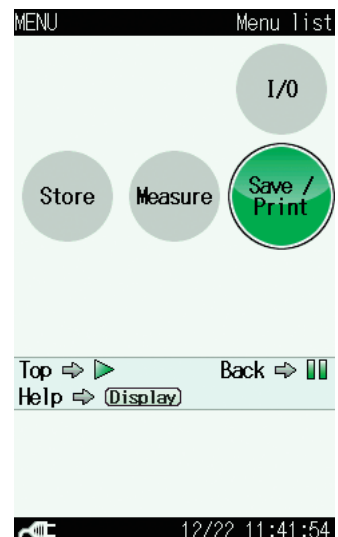 MENU Menu list
I/O
Store Measure Save / Print
Top ⇨ ▷ Back ⇨ ▯▯
Help ⇨ (Display)
12/22 11:41:54